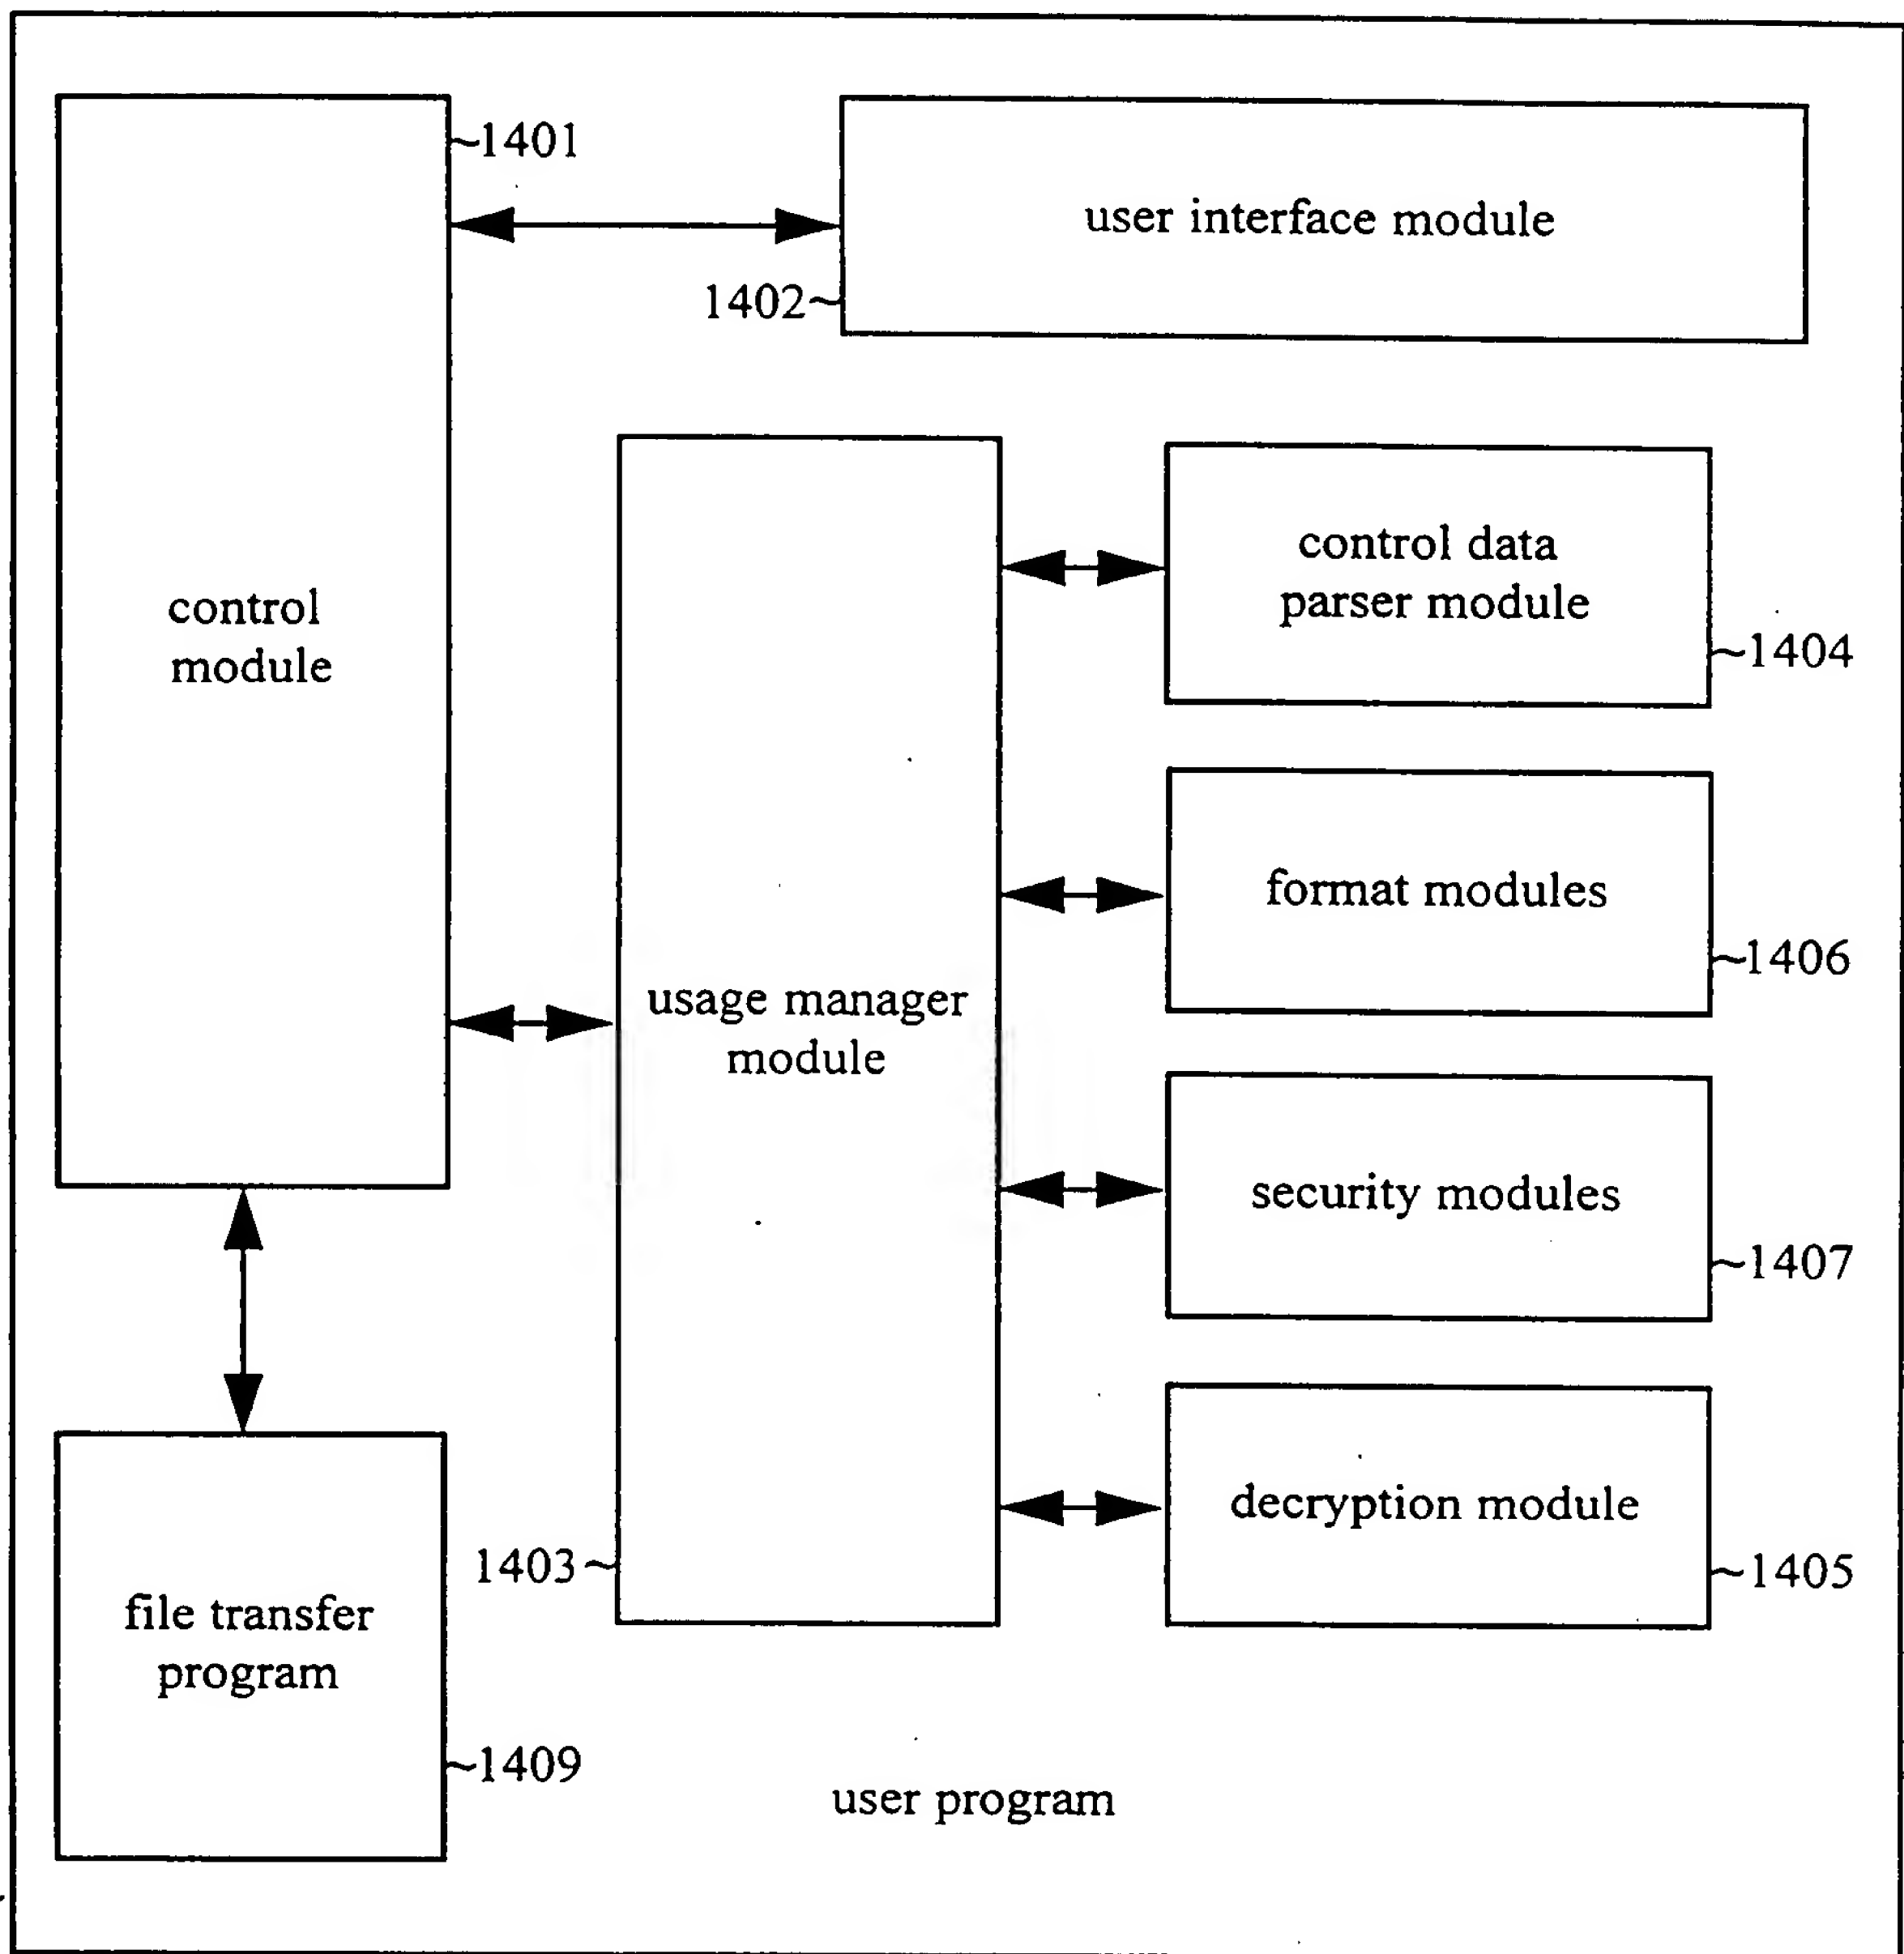 1401
user interface module
1402
control
module
control data
parser module
1404
format modules
1406
usage manager
module
security modules
1407
decryption module
1403
1405
file transfer
program
1409
user program